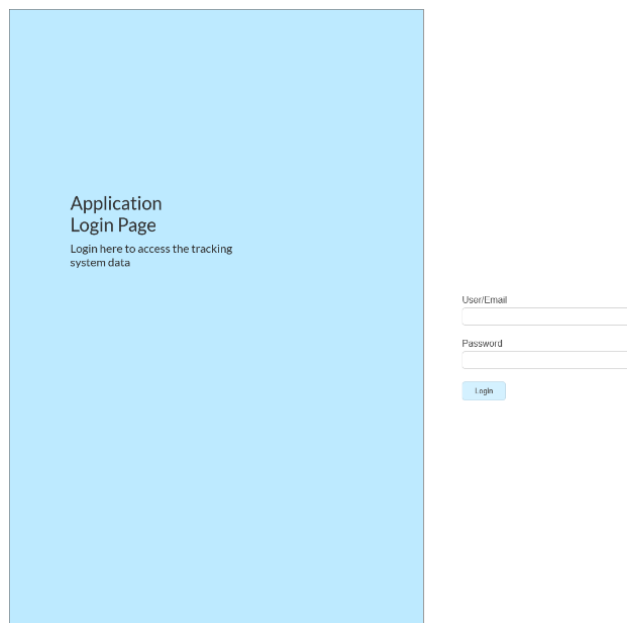 Application
Login Page
Login here to access the tracking
system data
User/Email
Password
Login